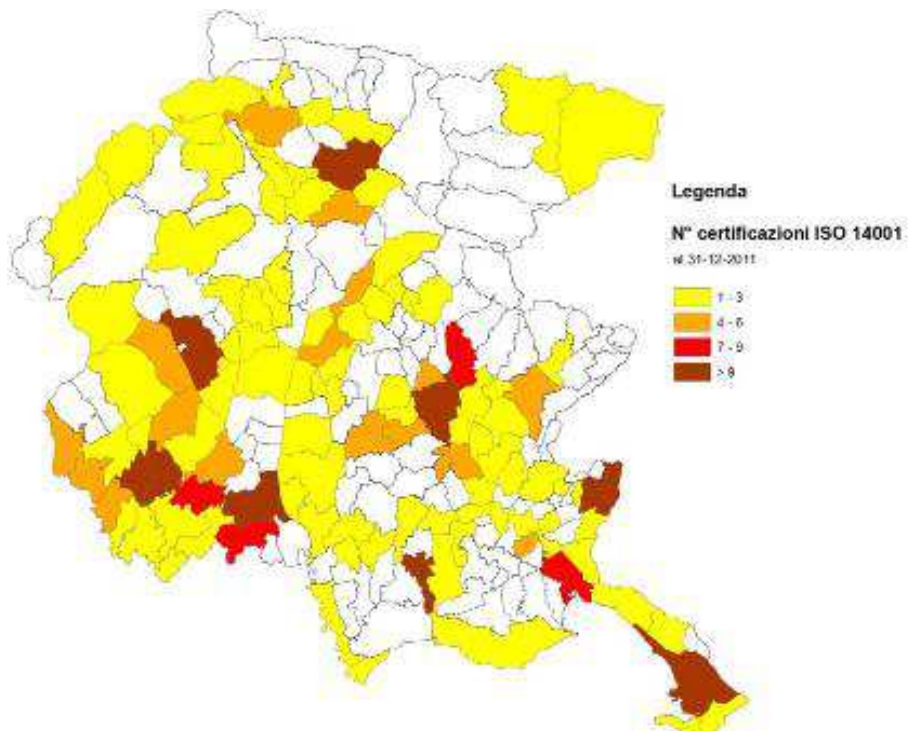 Legenda
N° certificazioni ISO 14001
al 31-12-2011
1 - 3
4 - 6
7 - 9
> 9